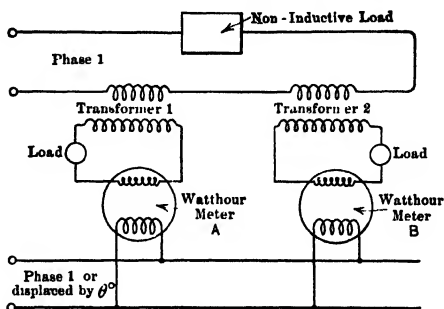 Non-Inductive Load
Phase 1
Transformer 1
Transformer 2
Load
Load
Watthour
Meter
A
Watthour
Meter
B
Phase 1 or
displaced by θ°